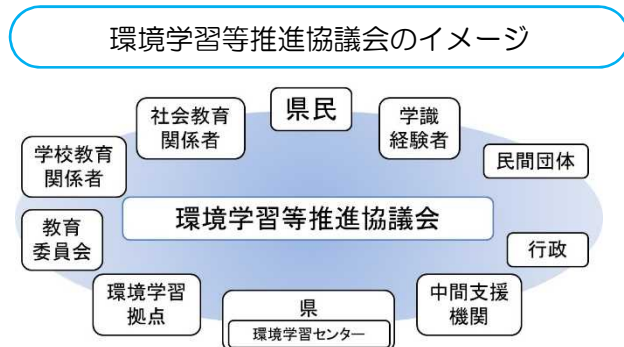 環境学習等推進協議会のイメージ
県民
社会教育
関係者
学識
経験者
学校教育
関係者
民間団体
環境学習等推進協議会
教育
委員会
行政
環境学習
拠点
県
環境学習センター
中間支援
機関